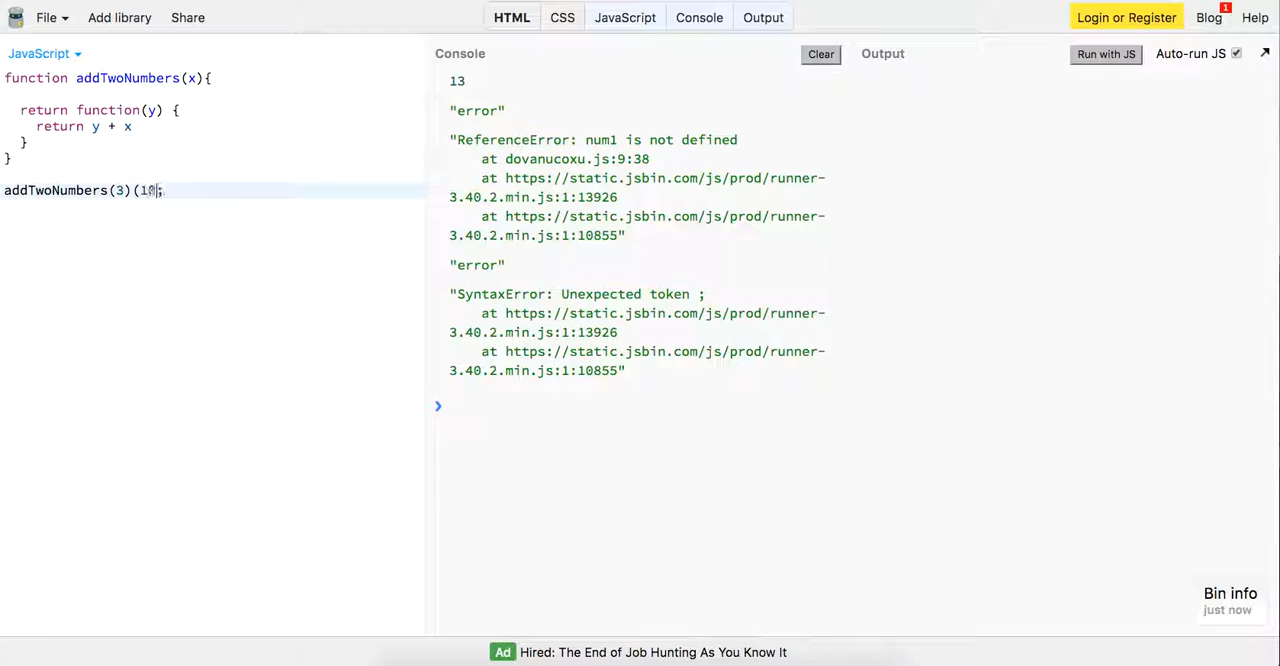 File
Add library
Share
HTML
CSS
JavaScript
Console
Output
Login or Register
Blog
1
Help
JavaScript
Console
Clear
Output
Run with JS
Auto-run JS
function addTwoNumbers(x){
return function(y) {
return y + x
}
}
addTwoNumbers(3)(10;
13
"error"
"ReferenceError: num1 is not defined
at dovanucoxu.js:9:38
at https://static.jsbin.com/js/prod/runner-
3.40.2.min.js:1:13926
at https://static.jsbin.com/js/prod/runner-
3.40.2.min.js:1:10855"
"error"
"SyntaxError: Unexpected token ;
at https://static.jsbin.com/js/prod/runner-
3.40.2.min.js:1:13926
at https://static.jsbin.com/js/prod/runner-
3.40.2.min.js:1:10855"
Bin info
just now
Ad Hired: The End of Job Hunting As You Know It